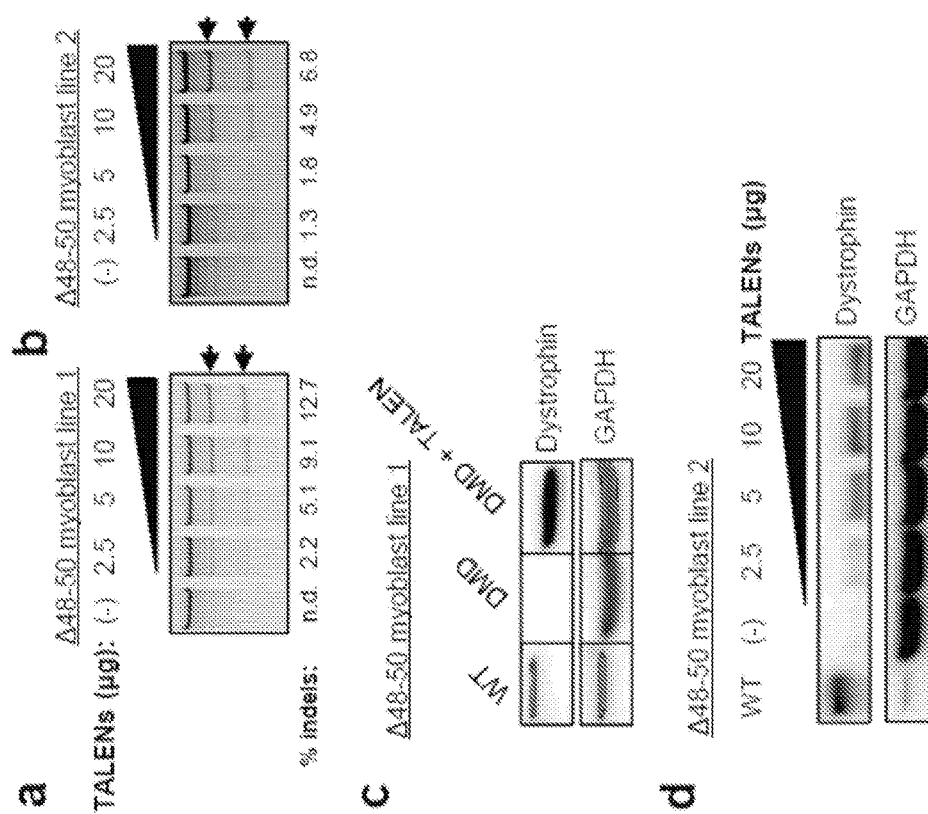 a
Δ48-50 myoblast line 1
TALENs (µg): (-) 2.5 5 10 20
% indels: n.d. 2.2 5.1 9.1 12.7
b
Δ48-50 myoblast line 2
(-) 2.5 5 10 20
n.d. 1.3 1.8 4.9 6.8
c
Δ48-50 myoblast line 1
WT DMD DMD + TALEN
Dystrophin
GAPDH
d
Δ48-50 myoblast line 2
WT (-) 2.5 5 10 20 TALENs (µg)
Dystrophin
GAPDH